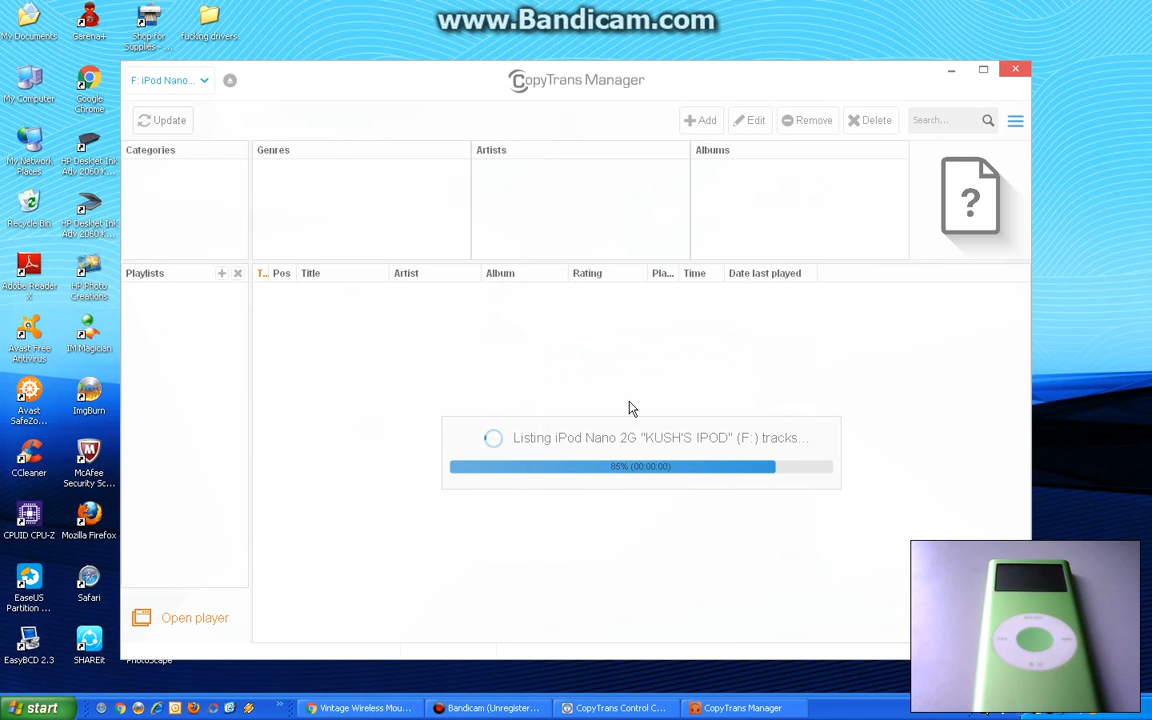 www.Bandicam.com
My Documents
Garena+
Shop for Supplies - ...
fucking drivers
My Computer
Google Chrome
My Network Places
HP Deskjet Ink Adv 2060 K...
Recycle Bin
HP Deskjet Ink Adv 2060 K...
Adobe Reader X
HP Photo Creations
Avast Free Antivirus
IM Magician
Avast SafeZo...
ImgBurn
CCleaner
McAfee Security Sc...
CPUID CPU-Z
Mozilla Firefox
EaseUS Partition ...
Safari
EasyBCD 2.3
SHAREit
PhotoScape
F: iPod Nano...
CopyTrans Manager
Update
Add
Edit
Remove
Delete
Search...
Categories
Genres
Artists
Albums
?
Playlists
T...
Pos
Title
Artist
Album
Rating
Pla...
Time
Date last played
Listing iPod Nano 2G "KUSH'S IPOD" (F:) tracks...
85% (00:00:00)
Open player
MENU
start
Vintage Wireless Mou...
Bandicam (Unregister...
CopyTrans Control C...
CopyTrans Manager